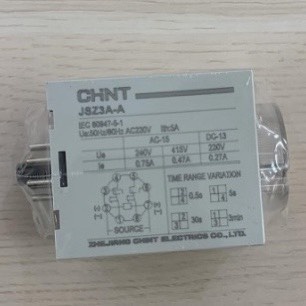 CHNT
JSZ3A-A
IEC 60947-5-1
Ue:50Hz/60Hz AC230V Ith:5A
AC-15 DC-13
Ue 240V 415V 230V
Ie 0.75A 0.47A 0.27A
TIME RANGE VARIATION
0.5s 5s
30s 3min
SOURCE
ZHEJIANG CHINT ELECTRICS CO., LTD.